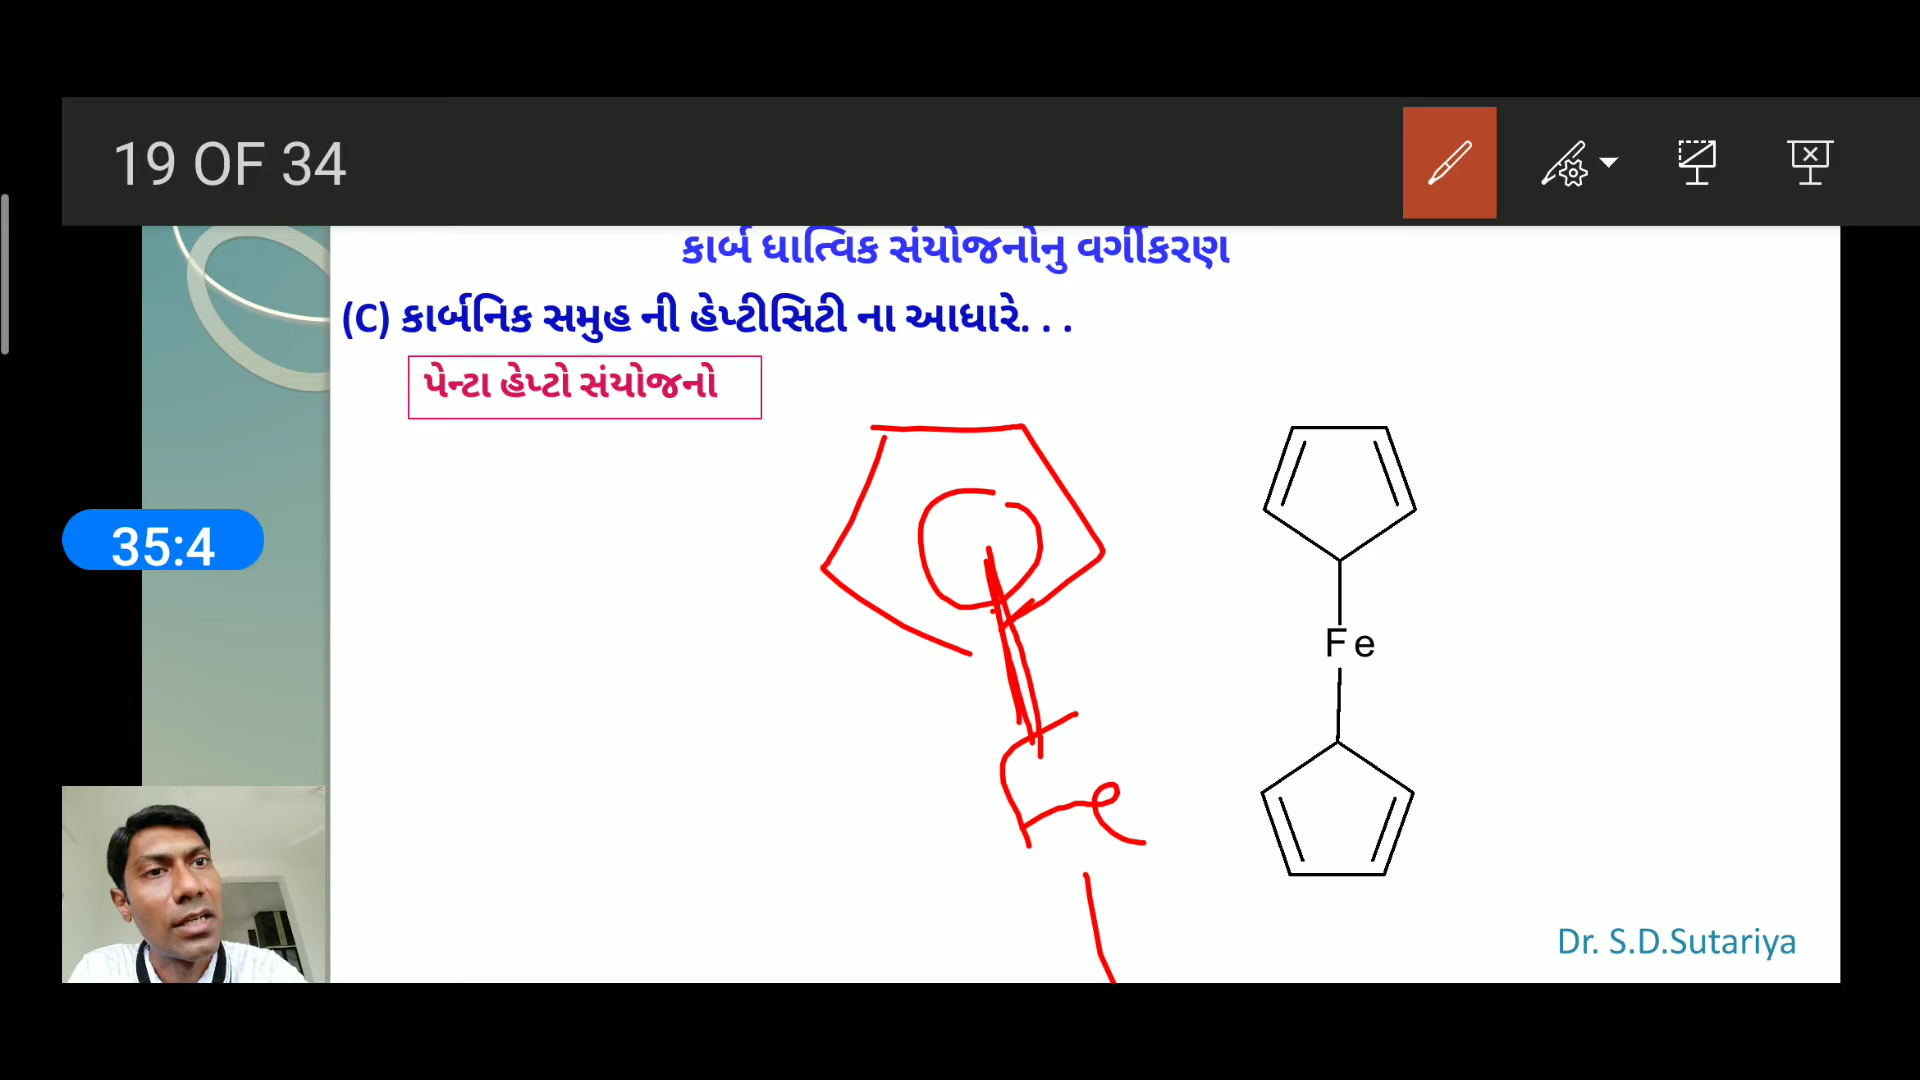 19 OF 34
કાર્બ ધાત્વિક સંયોજનોનુ વર્ગીકરણ
(C) કાર્બનિક સમુહ ની હેપ્ટીસિટી ના આધારે. . .
પેન્ટા હેપ્ટો સંયોજનો
35:4
Fe
Fe
Dr. S.D.Sutariya